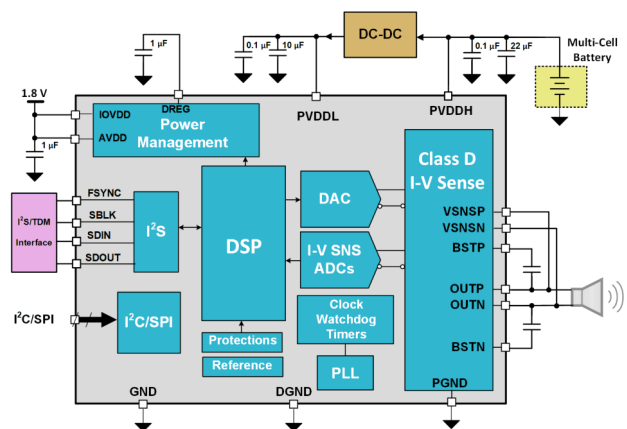 DC-DC
1 µF
0.1 µF
10 µF
0.1 µF
22 µF
Multi-Cell
Battery
1.8 V
IOVDD
DREG
PVDDL
PVDDH
AVDD
Power
Management
1 µF
Class D
I-V Sense
FSYNC
SBLK
SDIN
SDOUT
I²S/TDM
Interface
I²S
DSP
DAC
I-V SNS
ADCs
VSNSP
VSNSN
BSTP
OUTP
OUTN
BSTN
I²C/SPI
I²C/SPI
Clock
Watchdog
Timers
Protections
Reference
PLL
PGND
GND
DGND